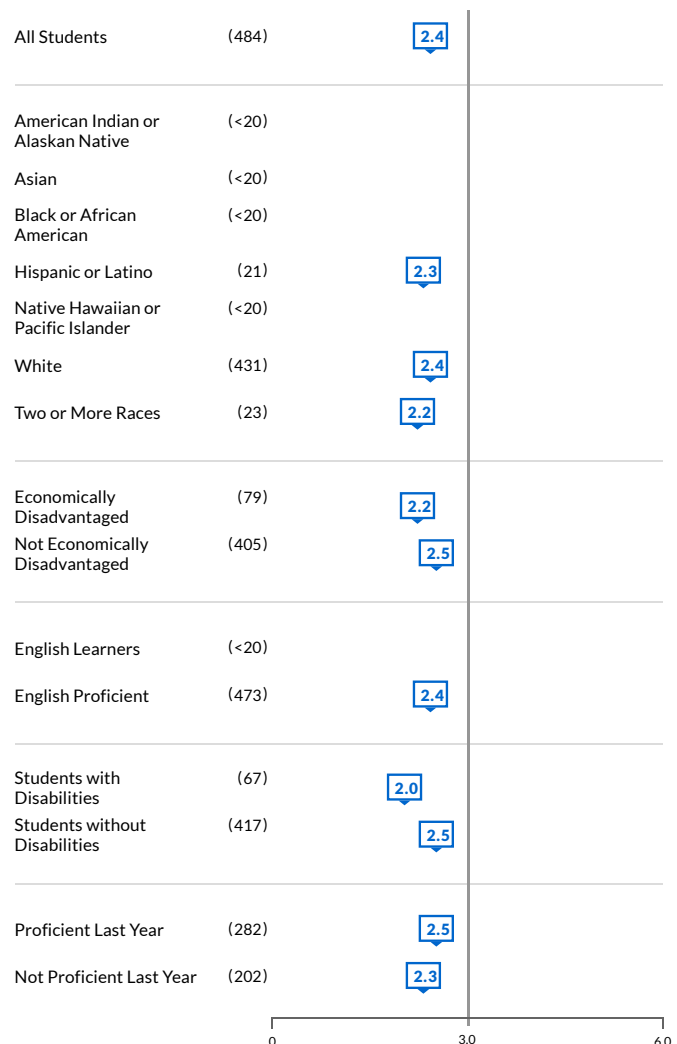 All Students (484) 2.4
American Indian or (<20)
Alaskan Native
Asian (<20)
Black or African (<20)
American
Hispanic or Latino (21) 2.3
Native Hawaiian or (<20)
Pacific Islander
White (431) 2.4
Two or More Races (23) 2.2
Economically (79) 2.2
Disadvantaged
Not Economically (405) 2.5
Disadvantaged
English Learners (<20)
English Proficient (473) 2.4
Students with (67) 2.0
Disabilities
Students without (417) 2.5
Disabilities
Proficient Last Year (282) 2.5
Not Proficient Last Year (202) 2.3
0 3.0 6.0